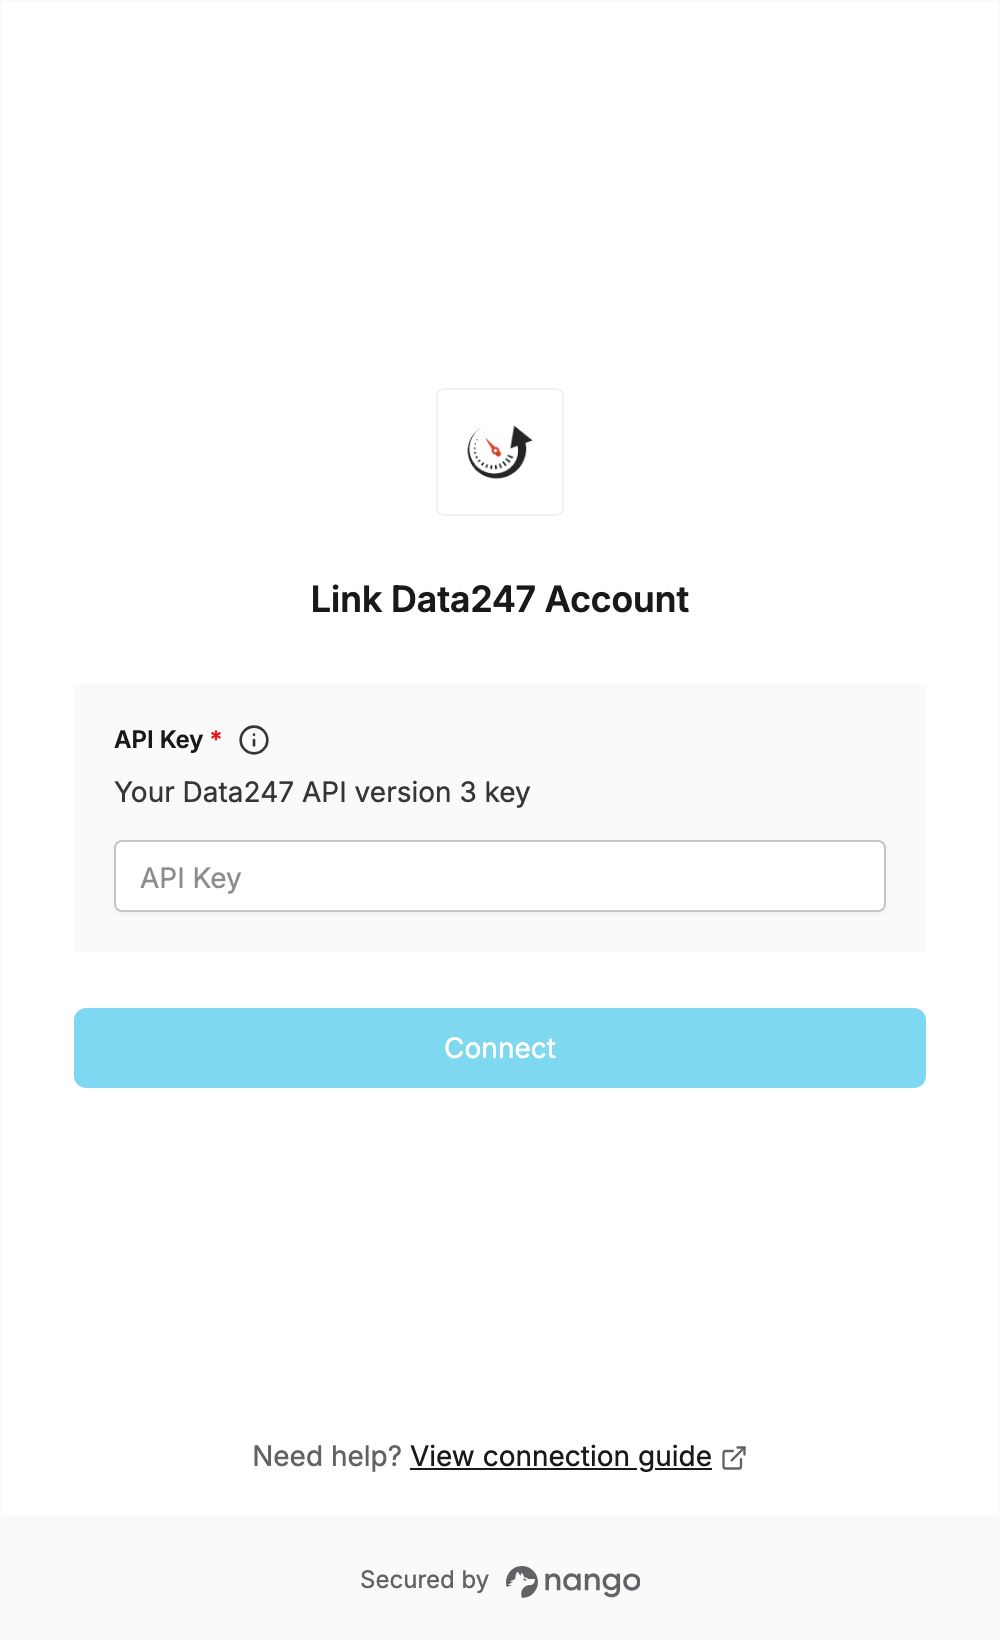 Link Data247 Account
API Key *
Your Data247 API version 3 key
API Key
Connect
Need help? View connection guide
Secured by nango